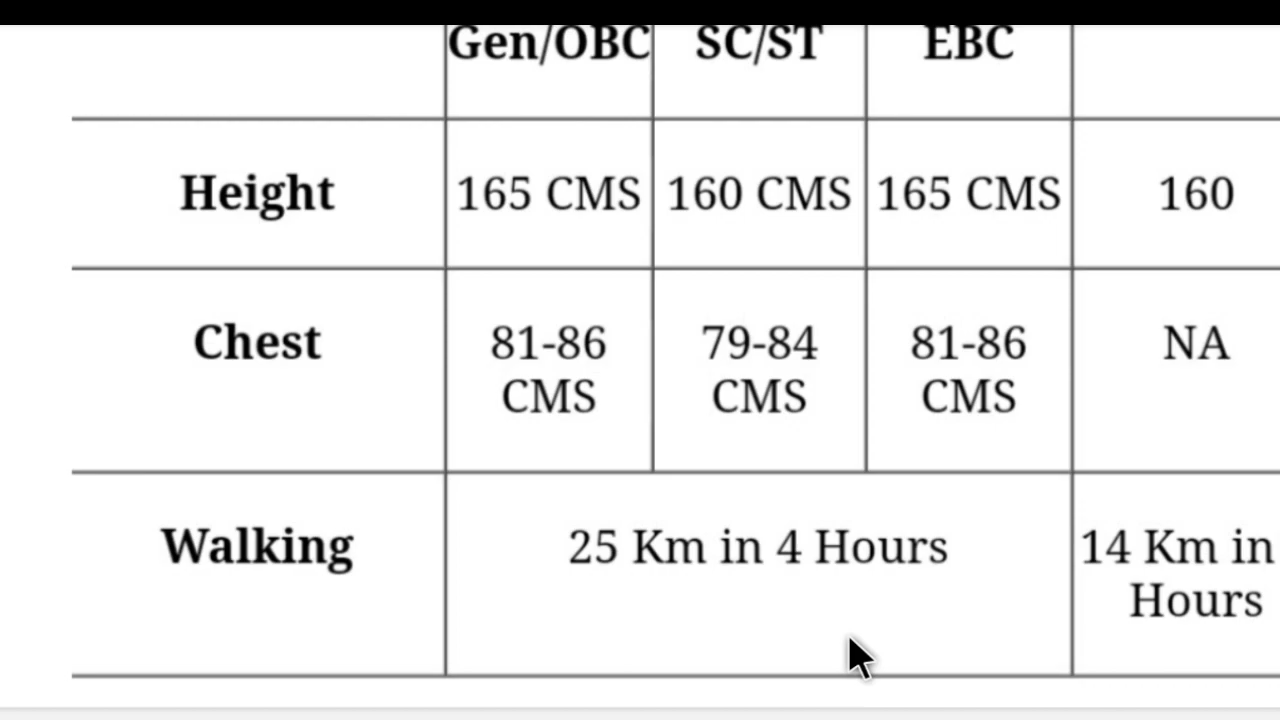 Gen/OBC SC/ST EBC
Height 165 CMS 160 CMS 165 CMS 160
Chest 81-86 CMS 79-84 CMS 81-86 CMS NA
Walking 25 Km in 4 Hours 14 Km in Hours